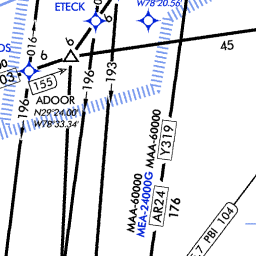 W78°20.56'
ETECK
016
6
196
193
45
03
155
6
ADOOR
N29°24.00'
W78°33.34'
196
MAA-60000
Y319
MAA-60000
MEA-24000G
AR24
176
PBI 104